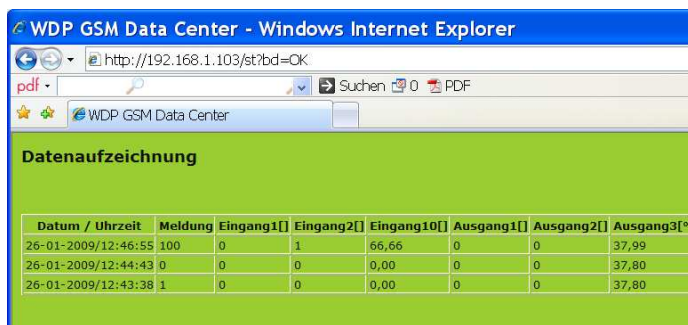 WDP GSM Data Center - Windows Internet Explorer
http://192.168.1.103/st?bd=OK
pdf Suchen 0 PDF
WDP GSM Data Center
Datenaufzeichnung
Datum / Uhrzeit Meldung Eingang1[] Eingang2[] Eingang10[] Ausgang1[] Ausgang2[] Ausgang3[°
26-01-2009/12:46:55 100 0 1 66,66 0 0 37,99
26-01-2009/12:44:43 0 0 0 0,00 0 0 37,80
26-01-2009/12:43:38 1 0 0 0,00 0 0 37,80